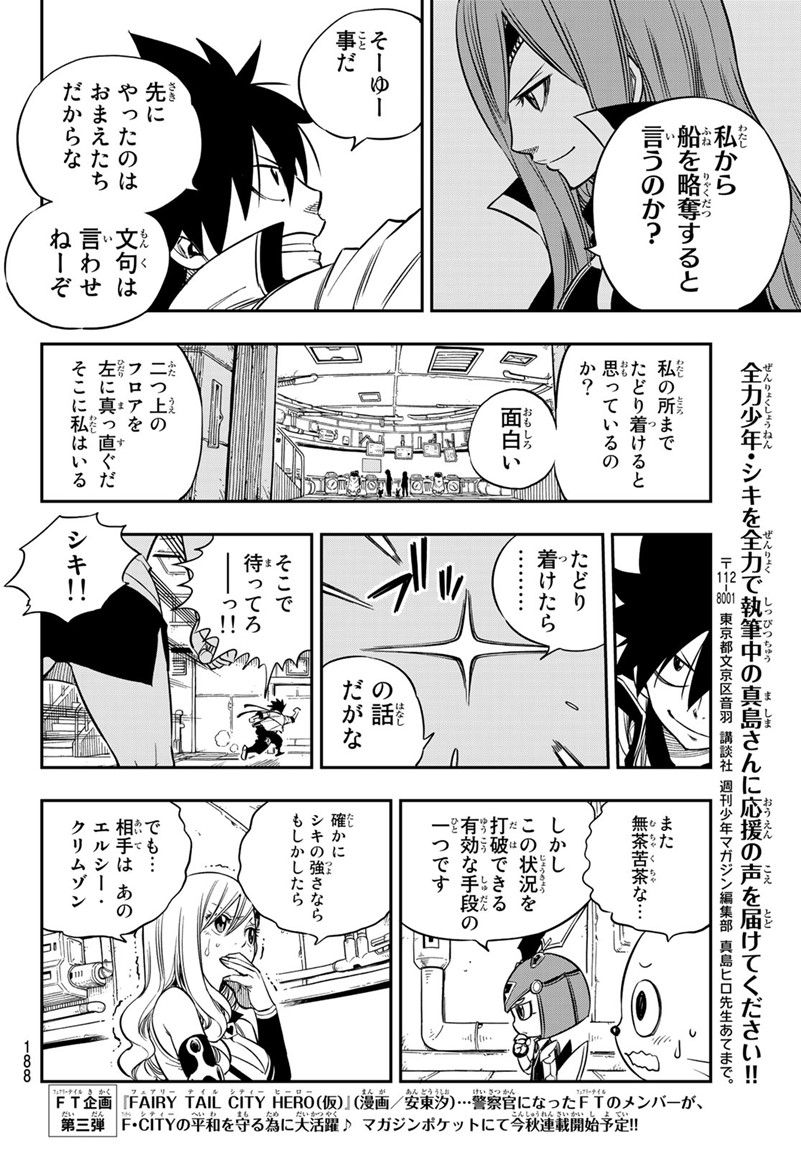 私から
船を略奪すると
言うのか?
そーゆー
事だ
先に
やったのは
おまえたち
だからな
文句は
言わせ
ねーぞ
私の所まで
たどり着けると
思っているの
か?
面白い
二つ上の
フロアを
左に真っ直ぐだ
そこに私はいる
たどり
着けたら
………
の話
だがな
そこで
待ってろ
――っ!!
シキ!!
また
無茶苦茶な…
しかし
この状況を
打破できる
有効な手段の
一つです
確かに
シキの強さなら
もしかしたら
でも…
相手は あの
エルシー・
クリムゾン
全力少年・シキを全力で執筆中の真島さんに応援の声を届けてください!!
〒112-8001 東京都文京区音羽 講談社 週刊少年マガジン編集部 真島ヒロ先生あてまで。
188
FT企画
第三弾
『FAIRY TAIL CITY HERO(仮)』(漫画/安東汐)…警察官になったFTのメンバーが、
F・CITYの平和を守る為に大活躍♪ マガジンポケットにて今秋連載開始予定!!